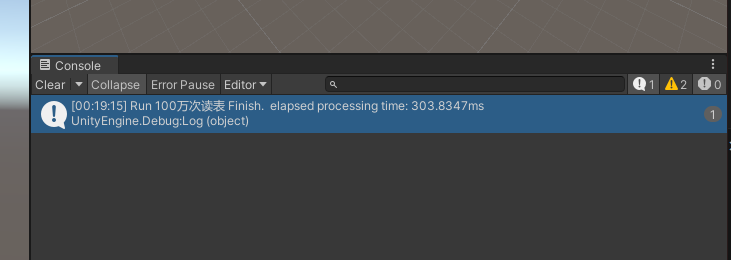 Console
Clear Collapse Error Pause Editor 1 2 0
[00:19:15] Run 100万次读表 Finish.  elapsed processing time: 303.8347ms
UnityEngine.Debug:Log (object)
1